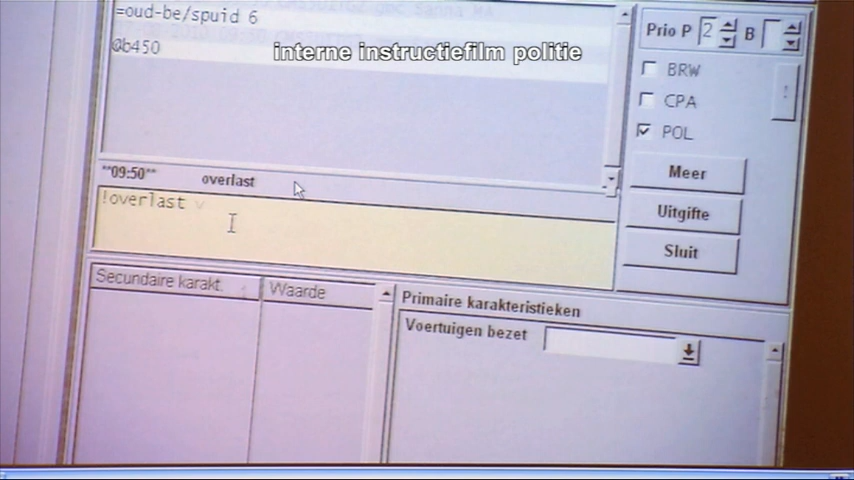 =oud-be/spuid 6
@b450
interne instructiefilm politie
Prio P 2 B
BRW
CPA
POL
!
Meer
Uitgifte
Sluit
"09:50" overlast
!overlast v
Secundaire karakt.
Waarde
Primaire karakteristieken
Voertuigen bezet